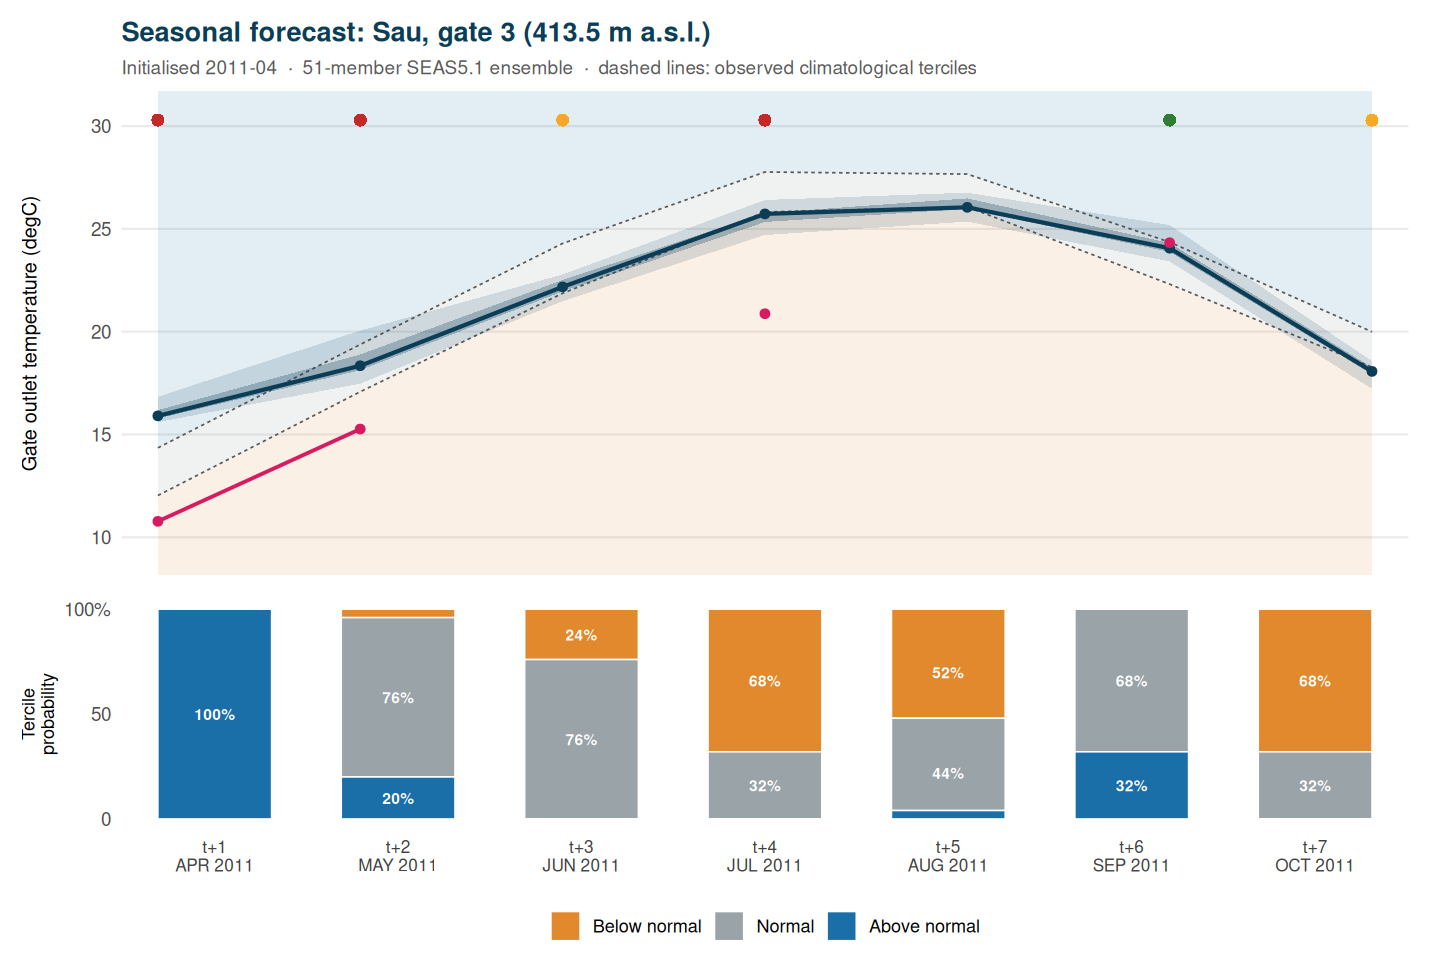 Seasonal forecast: Sau, gate 3 (413.5 m a.s.l.)
Initialised 2011-04 · 51-member SEAS5.1 ensemble · dashed lines: observed climatological terciles
Gate outlet temperature (degC)
30
25
20
15
10
Tercile
probability
100%
50
0
100%
76%
20%
24%
76%
68%
32%
52%
44%
68%
32%
68%
32%
t+1
APR 2011
t+2
MAY 2011
t+3
JUN 2011
t+4
JUL 2011
t+5
AUG 2011
t+6
SEP 2011
t+7
OCT 2011
Below normal
Normal
Above normal